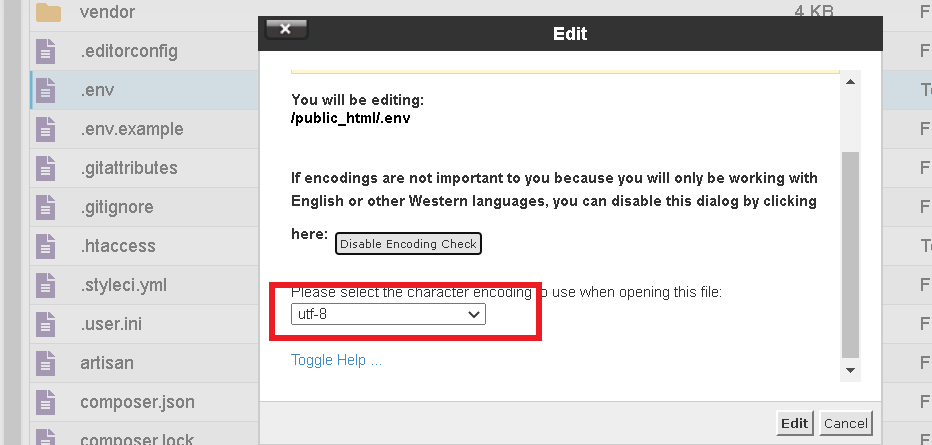 vendor
4 KB
F
.editorconfig
F
.env
T
.env.example
F
.gitattributes
F
.gitignore
F
.htaccess
T
.styleci.yml
F
.user.ini
F
artisan
F
composer.json
F
composer.lock
F
Edit
You will be editing:
/public_html/.env
If encodings are not important to you because you will only be working with
English or other Western languages, you can disable this dialog by clicking
here: Disable Encoding Check
Please select the character encoding to use when opening this file:
utf-8
Toggle Help ...
Edit Cancel